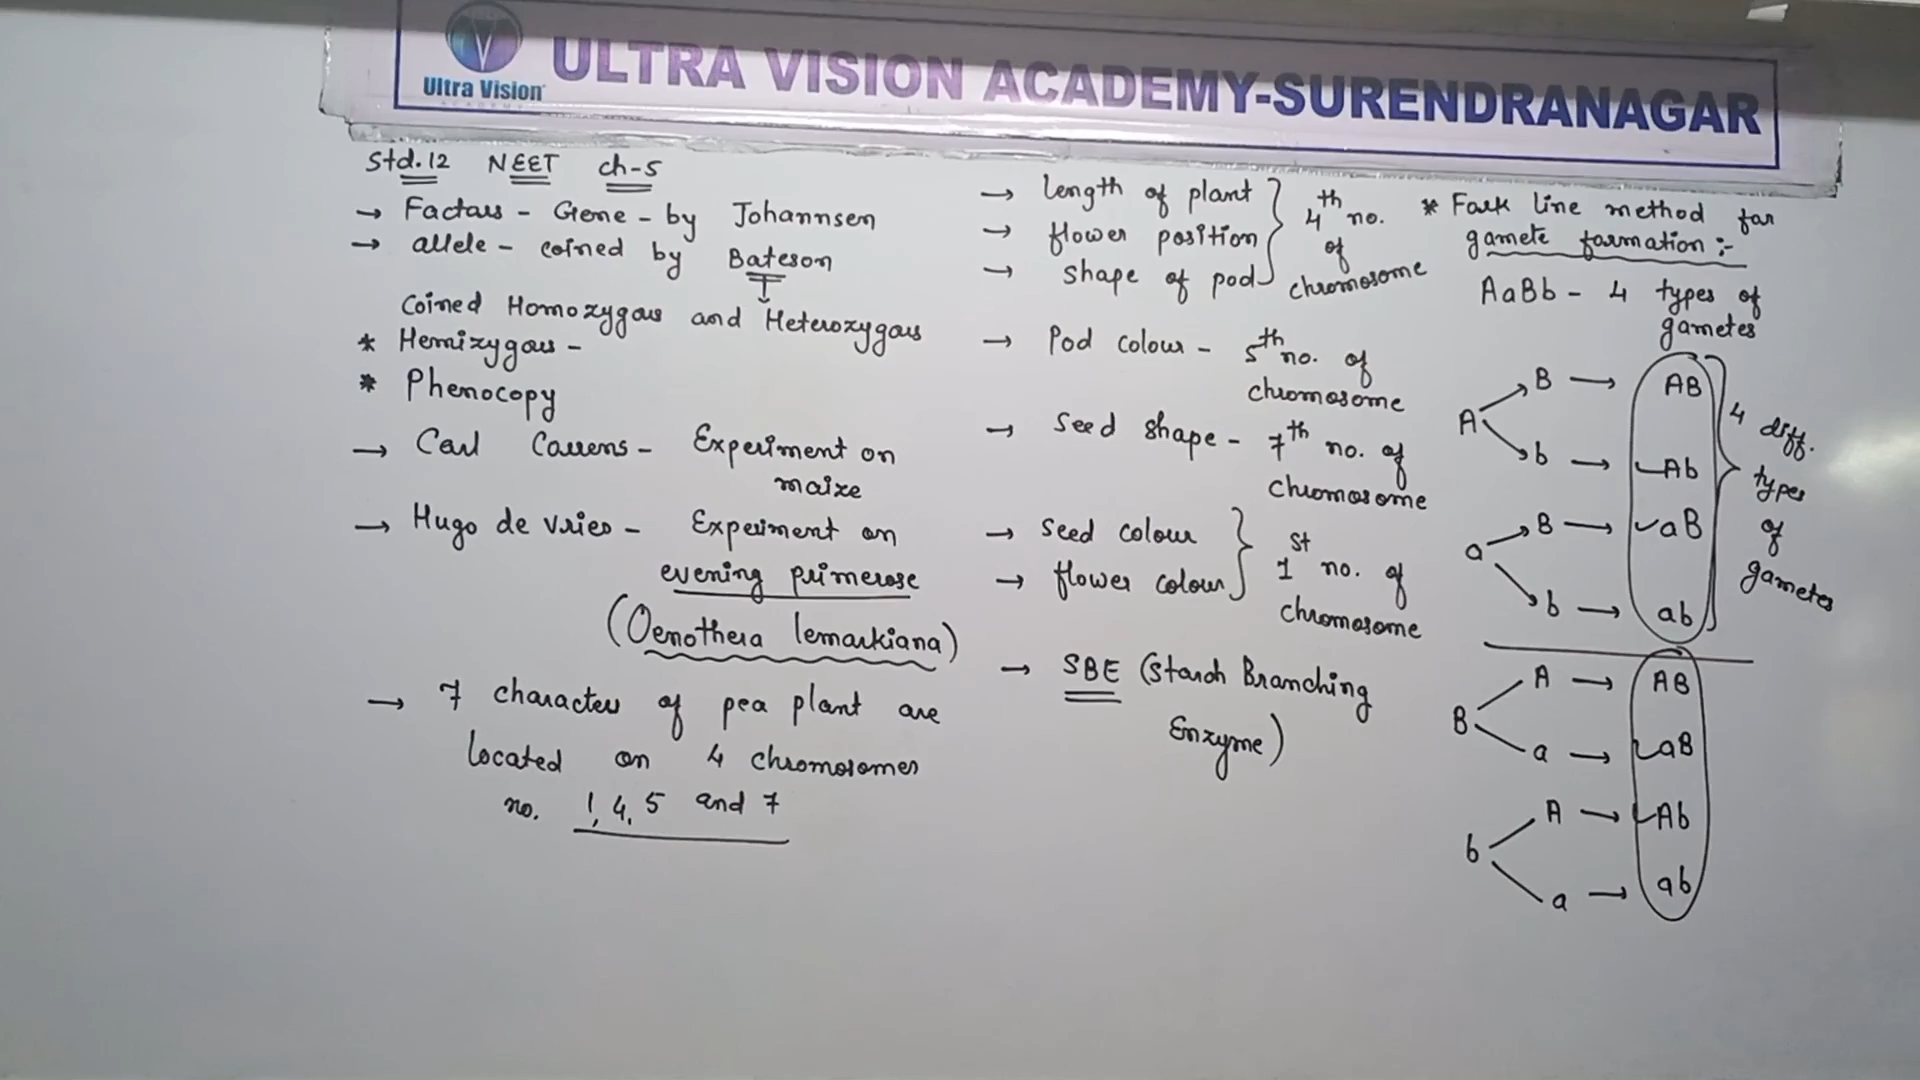 Ultra Vision
ACADEMY
ULTRA VISION ACADEMY-SURENDRANAGAR
Std.12 NEET ch-5
→ Factors - Gene - by Johannsen
→ allele - coined by Bateson
Coined Homozygous and Heterozygous
* Hemizygous -
* Phenocopy
→ Carl Correns - Experiment on
maize
→ Hugo de Vries - Experiment on
evening primerose
(Oenothera lemarkiana)
→ 7 characters of pea plant are
located on 4 chromosomes
no. 1, 4, 5 and 7
→ length of plant
→ flower position
→ shape of pod
4th no.
of
chromosome
→ Pod colour - 5th no. of
chromosome
→ Seed shape - 7th no. of
chromosome
→ Seed colour
→ flower colour
1st no. of
chromosome
→ SBE (Starch Branching
Enzyme)
* Fork line method for
gamete formation :-
AaBb - 4 types of
gametes
A
B → AB
b → Ab
a
B → aB
b → ab
4 diff.
types
of
gametes
B
A → AB
a → aB
b
A → Ab
a → ab